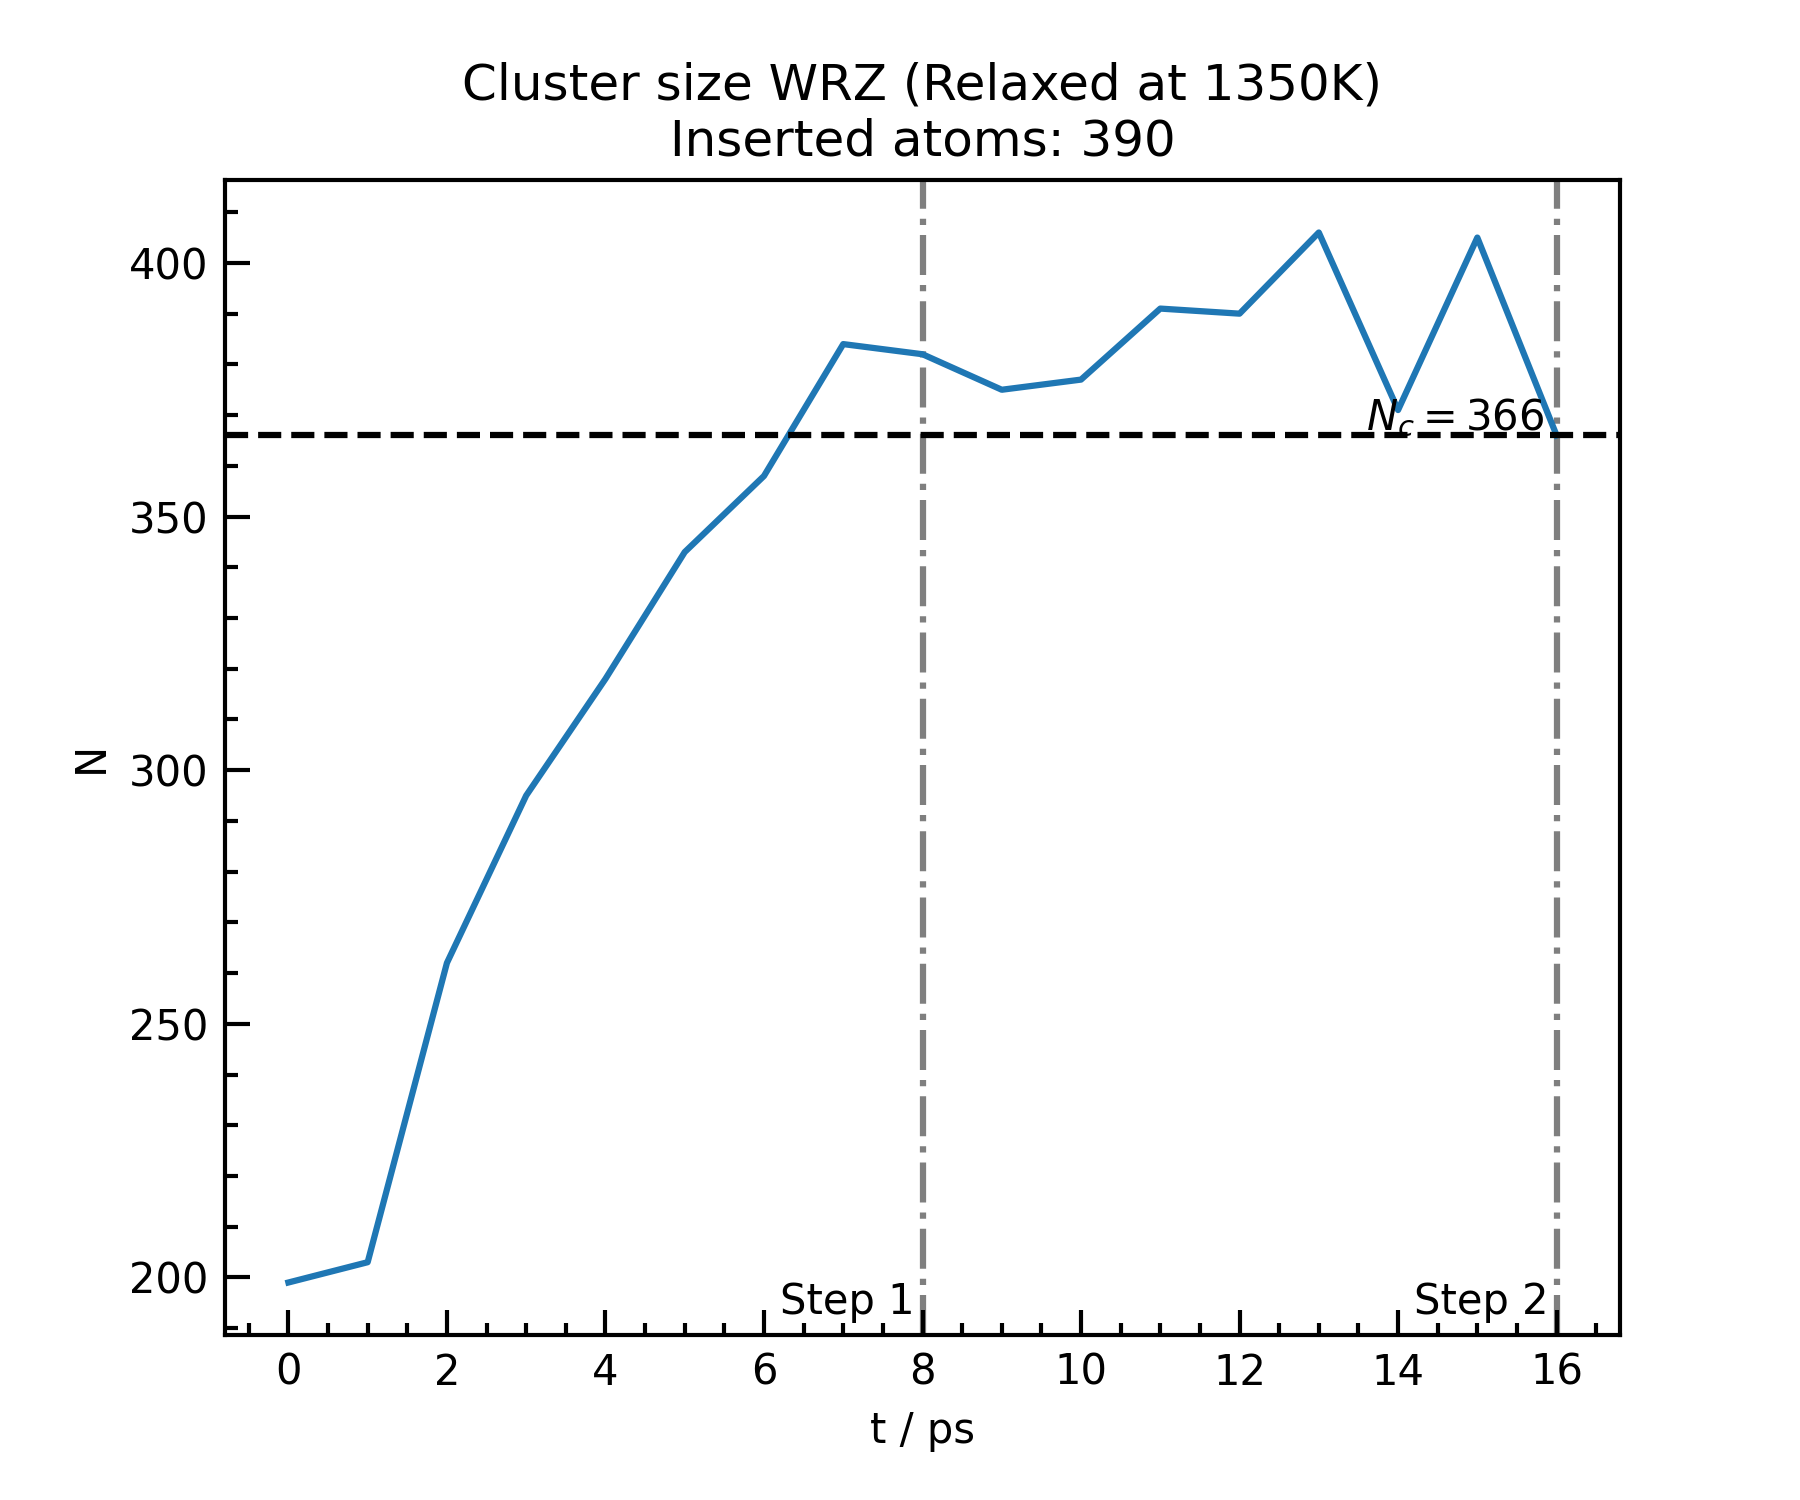 Cluster size WRZ (Relaxed at 1350K)
Inserted atoms: 390
400
350
300
250
200
N
N_c = 366
Step 1
Step 2
0 2 4 6 8 10 12 14 16
t / ps